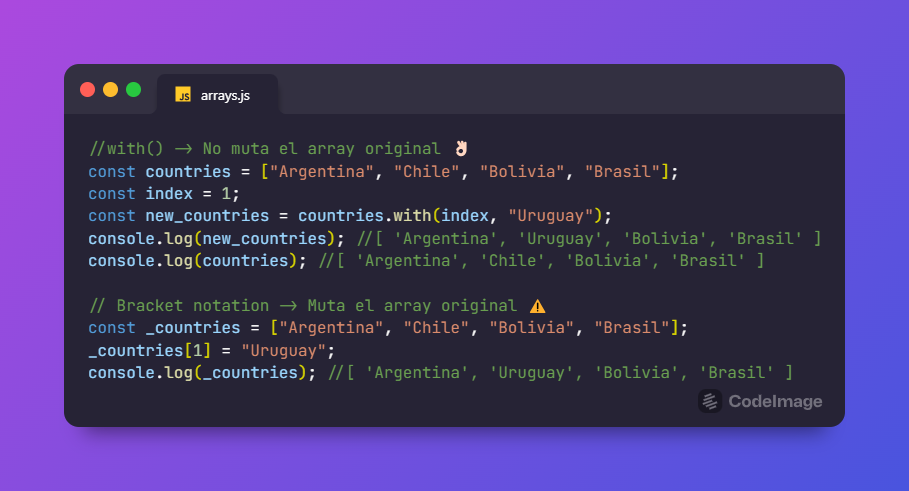 JS arrays.js
//with() -> No muta el array original 👌🏻
const countries = ["Argentina", "Chile", "Bolivia", "Brasil"];
const index = 1;
const new_countries = countries.with(index, "Uruguay");
console.log(new_countries); //[ 'Argentina', 'Uruguay', 'Bolivia', 'Brasil' ]
console.log(countries); //[ 'Argentina', 'Chile', 'Bolivia', 'Brasil' ]
// Bracket notation -> Muta el array original ⚠️
const _countries = ["Argentina", "Chile", "Bolivia", "Brasil"];
_countries[1] = "Uruguay";
console.log(_countries); //[ 'Argentina', 'Uruguay', 'Bolivia', 'Brasil' ]
CodeImage